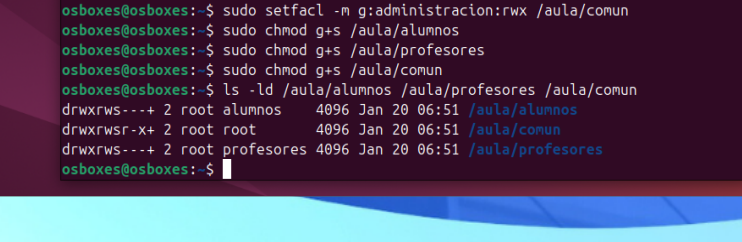 osboxes@osboxes:~$ sudo setfacl -m g:administracion:rwx /aula/comun
osboxes@osboxes:~$ sudo chmod g+s /aula/alumnos
osboxes@osboxes:~$ sudo chmod g+s /aula/profesores
osboxes@osboxes:~$ sudo chmod g+s /aula/comun
osboxes@osboxes:~$ ls -ld /aula/alumnos /aula/profesores /aula/comun
drwxrws---+ 2 root alumnos    4096 Jan 20 06:51 /aula/alumnos
drwxrwsr-x+ 2 root root       4096 Jan 20 06:51 /aula/comun
drwxrws---+ 2 root profesores 4096 Jan 20 06:51 /aula/profesores
osboxes@osboxes:~$